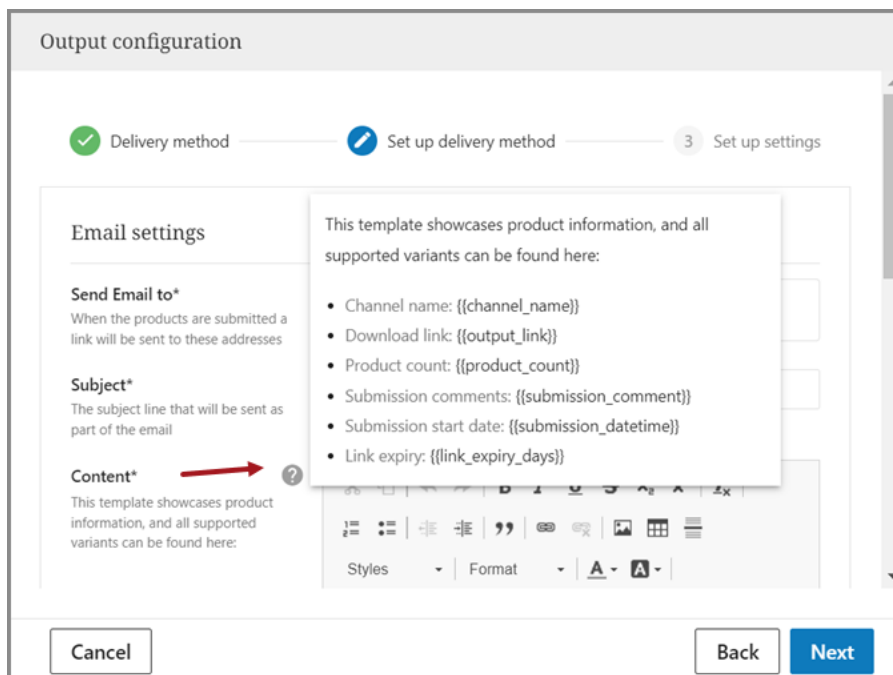 Output configuration
Delivery method
Set up delivery method
3 Set up settings
Email settings
Send Email to*
When the products are submitted a
link will be sent to these addresses
Subject*
The subject line that will be sent as
part of the email
Content*
This template showcases product
information, and all supported
variants can be found here:
This template showcases product information, and all
supported variants can be found here:
• Channel name: {{channel_name}}
• Download link: {{output_link}}
• Product count: {{product_count}}
• Submission comments: {{submission_comment}}
• Submission start date: {{submission_datetime}}
• Link expiry: {{link_expiry_days}}
Styles Format A A
Cancel Back Next